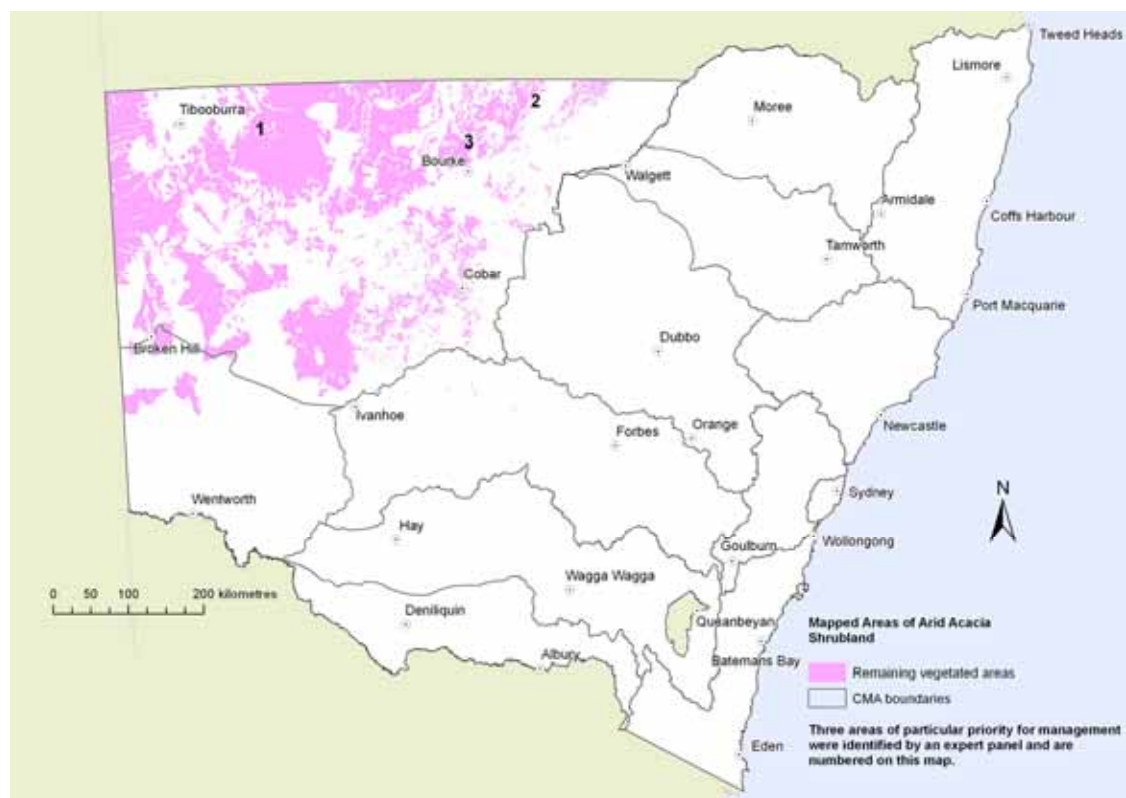 Tweed Heads
Lismore
2
Moree
Tibooburra
1
3
Bourke
Walgett
Armidale
Coffs Harbour
Tamworth
Cobar
Port Macquarie
Dubbo
Broken Hill
Ivanhoe
Forbes
Orange
Newcastle
N
Sydney
Wentworth
Hay
Goulburn
Wollongong
Wagga Wagga
0 50 100 200 kilometres
Deniliquin
Queanbeyan
Albury
Batemans Bay
Eden
Mapped Areas of Arid Acacia
Shrubland
Remaining vegetated areas
CMA boundaries
Three areas of particular priority for management
were identified by an expert panel and are
numbered on this map.